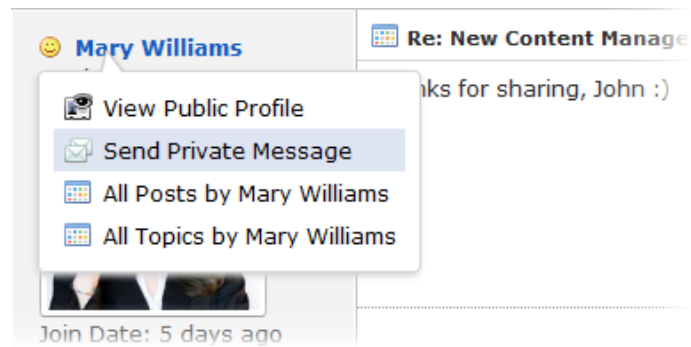 Mary Williams
Re: New Content Manage
nks for sharing, John :)
View Public Profile
Send Private Message
All Posts by Mary Williams
All Topics by Mary Williams
Join Date: 5 days ago